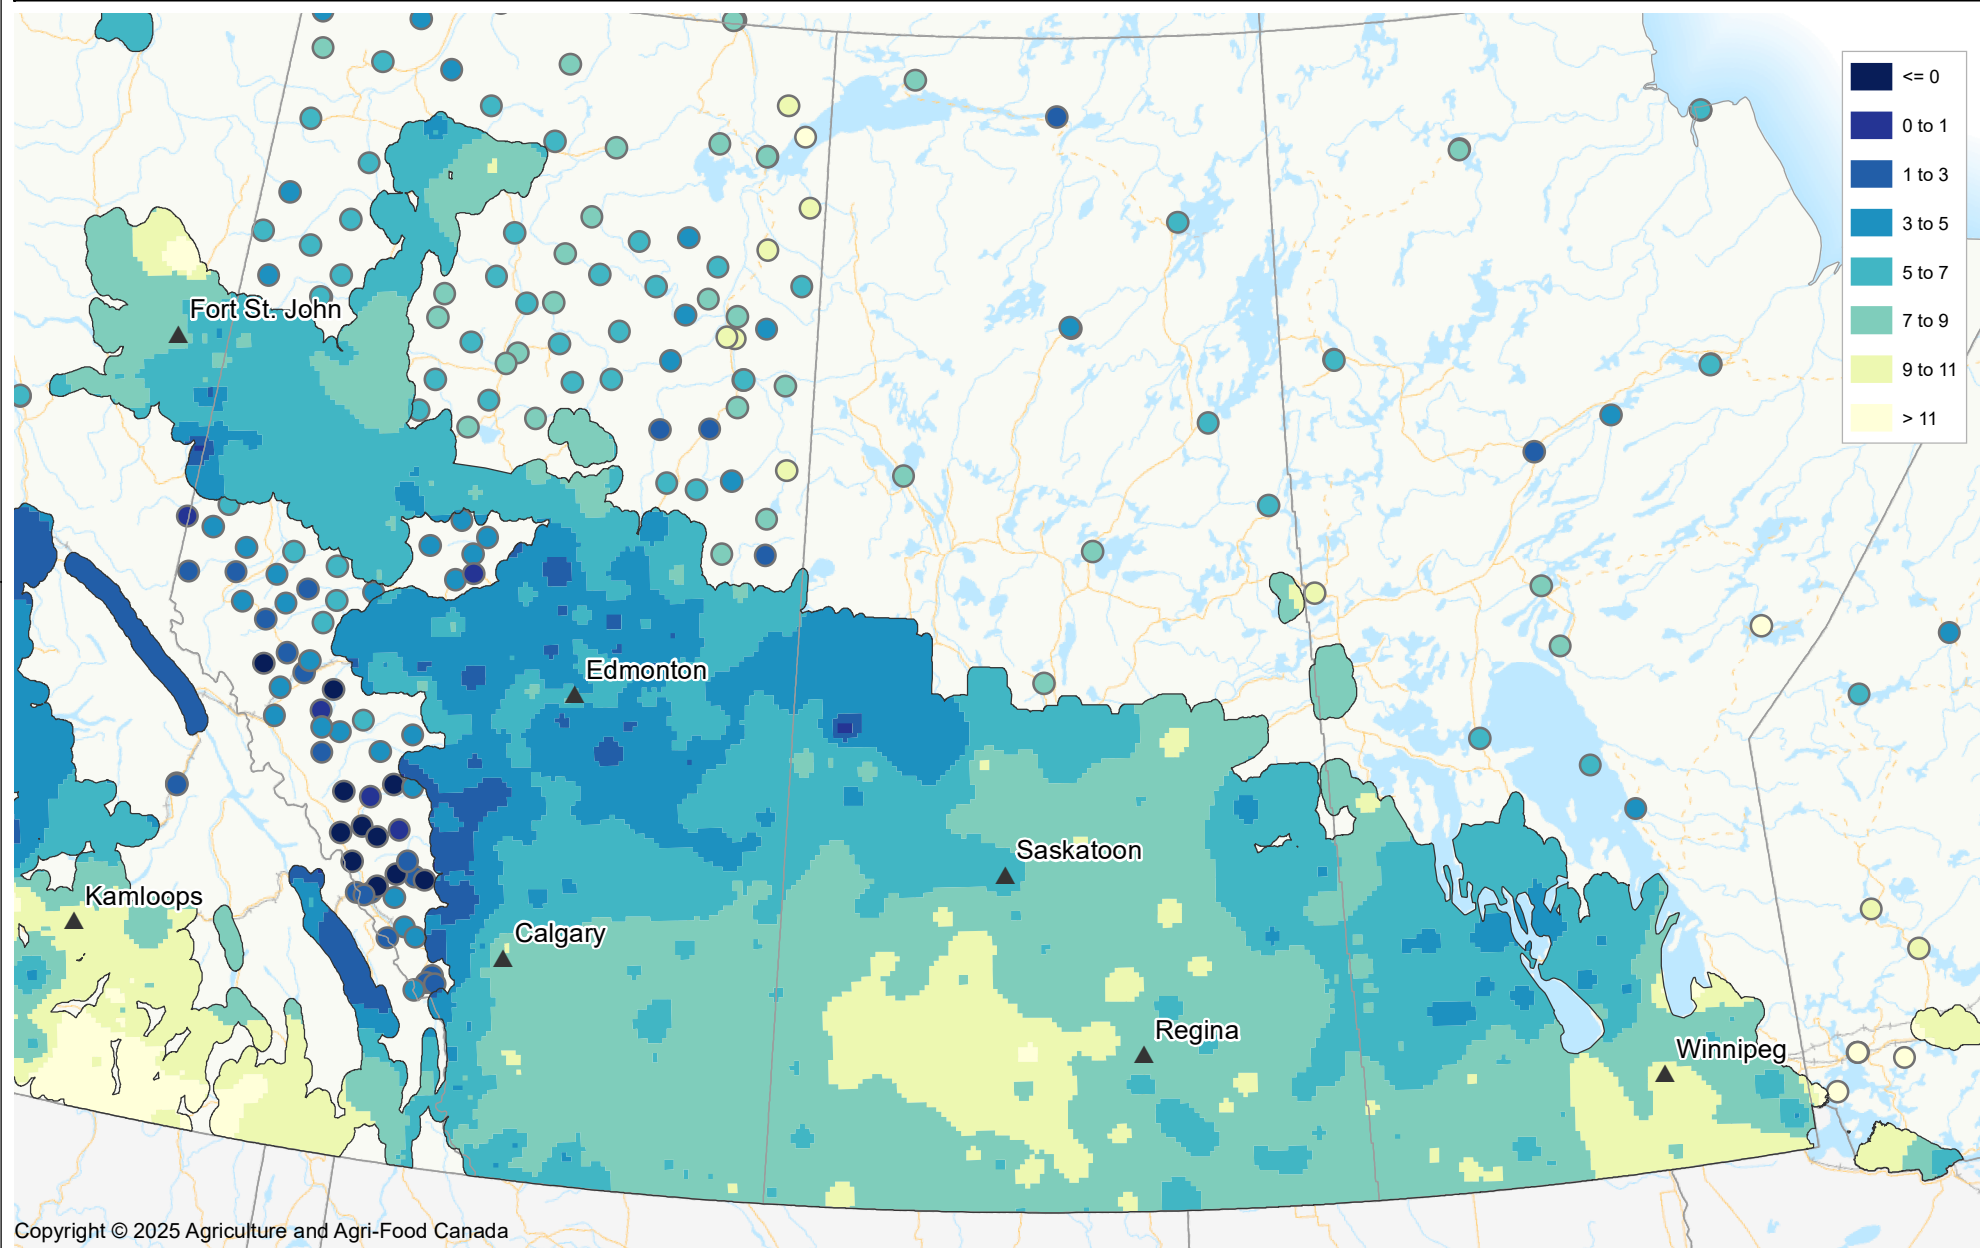 <= 0
0 to 1
1 to 3
3 to 5
5 to 7
7 to 9
9 to 11
> 11
Fort St. John
Edmonton
Saskatoon
Kamloops
Calgary
Regina
Winnipeg
Copyright © 2025 Agriculture and Agri-Food Canada